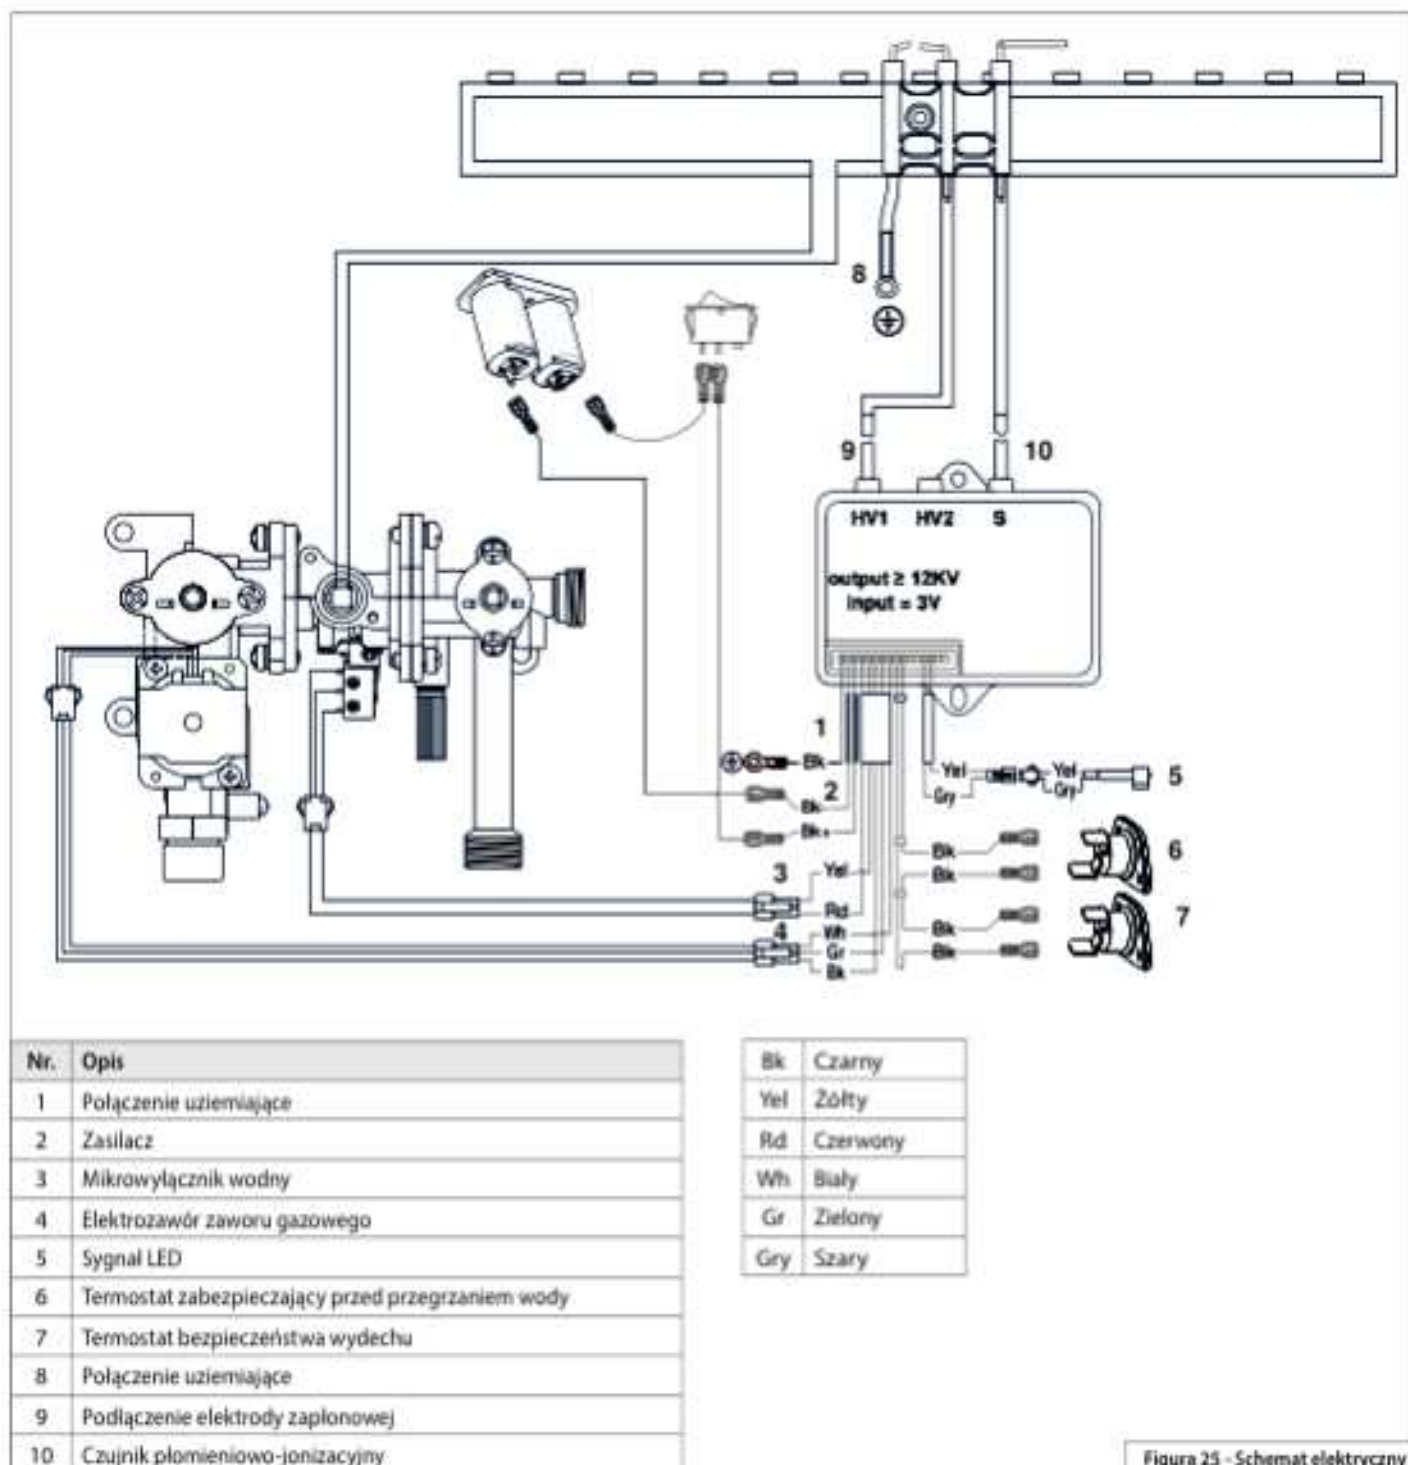 8
9
10
HV1 HV2 S
output ≥ 12KV
input = 3V
1
Bk
Yel
Yel
5
Gry
Gry
2
Bk
Bk
Bk
6
Bk
3
Yel
Rd
Bk
7
4
Wh
Gr
Bk
Bk
Nr. Opis
1 Połączenie uziemiające
2 Zasilacz
3 Mikrowyłącznik wodny
4 Elektrozawór zaworu gazowego
5 Sygnał LED
6 Termostat zabezpieczający przed przegrzaniem wody
7 Termostat bezpieczeństwa wydechu
8 Połączenie uziemiające
9 Podłączenie elektrody zapłonowej
10 Czujnik płomieniowo-jonizacyjny
Bk Czarny
Yel Żółty
Rd Czerwony
Wh Biały
Gr Zielony
Gry Szary
Figura 25 - Schemat elektryczny